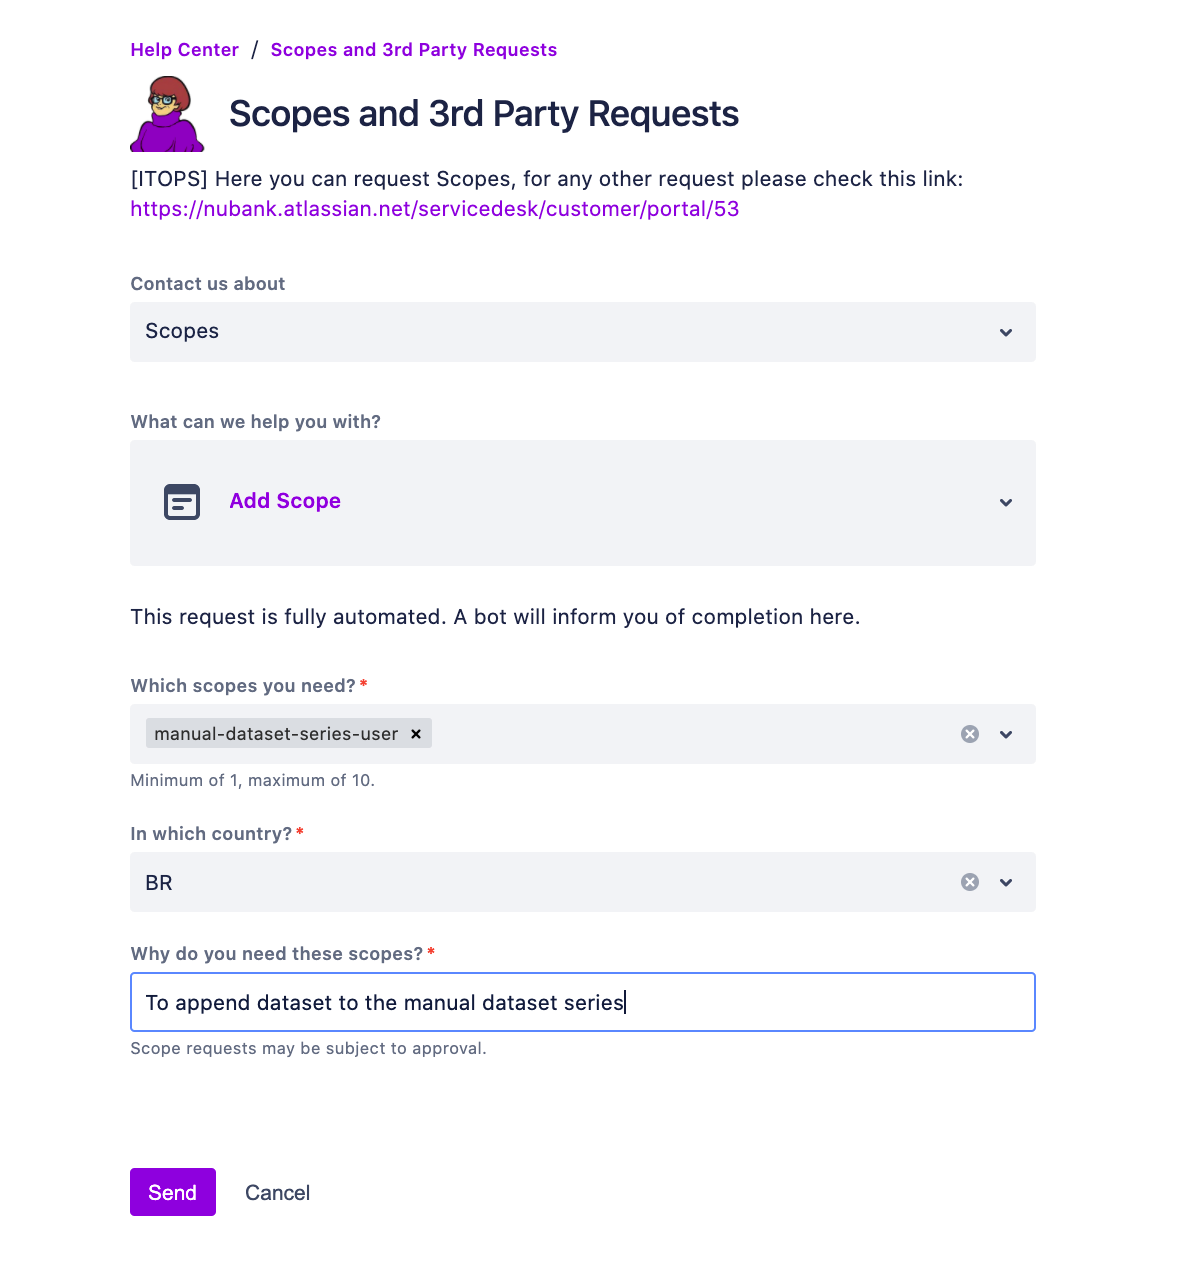 Help Center / Scopes and 3rd Party Requests
Scopes and 3rd Party Requests
[ITOPS] Here you can request Scopes, for any other request please check this link:
https://nubank.atlassian.net/servicedesk/customer/portal/53
Contact us about
Scopes
What can we help you with?
Add Scope
This request is fully automated. A bot will inform you of completion here.
Which scopes you need?*
manual-dataset-series-user ×
Minimum of 1, maximum of 10.
In which country?*
BR
Why do you need these scopes?*
To append dataset to the manual dataset series
Scope requests may be subject to approval.
Send Cancel